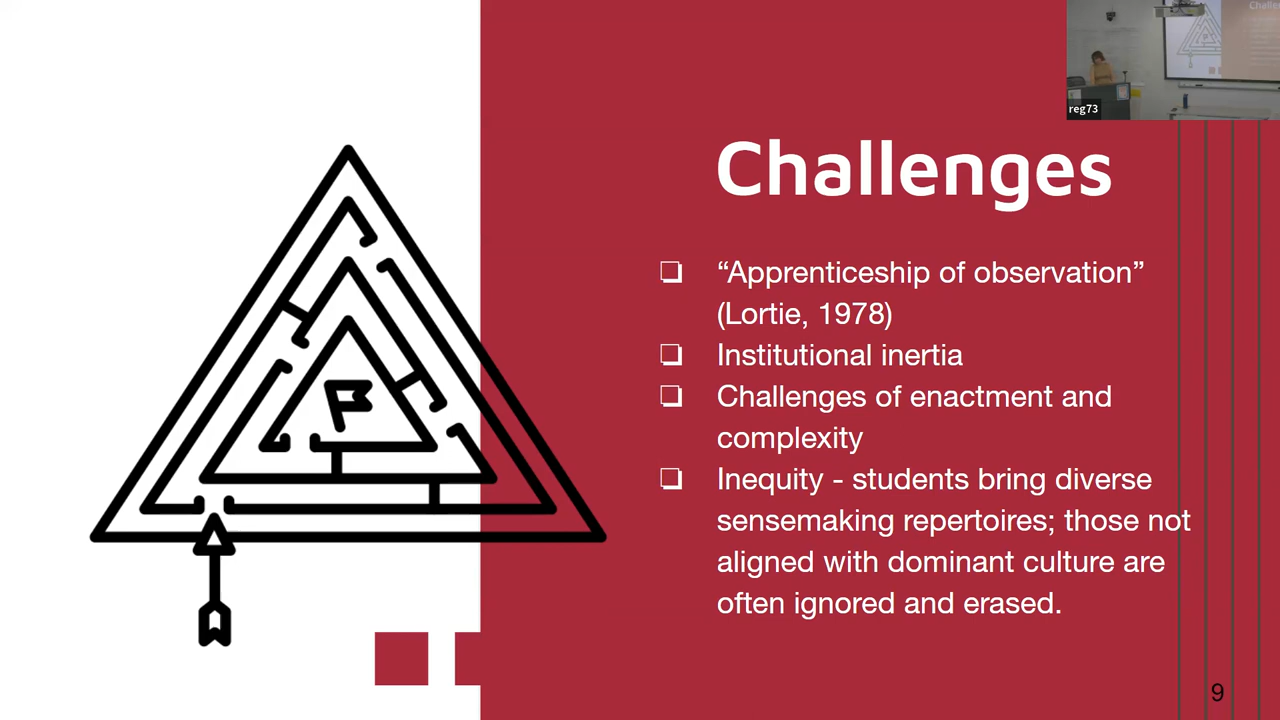 Challenges
reg73
Challenges
❏ “Apprenticeship of observation”
(Lortie, 1978)
❏ Institutional inertia
❏ Challenges of enactment and
complexity
❏ Inequity - students bring diverse
sensemaking repertoires; those not
aligned with dominant culture are
often ignored and erased.
9